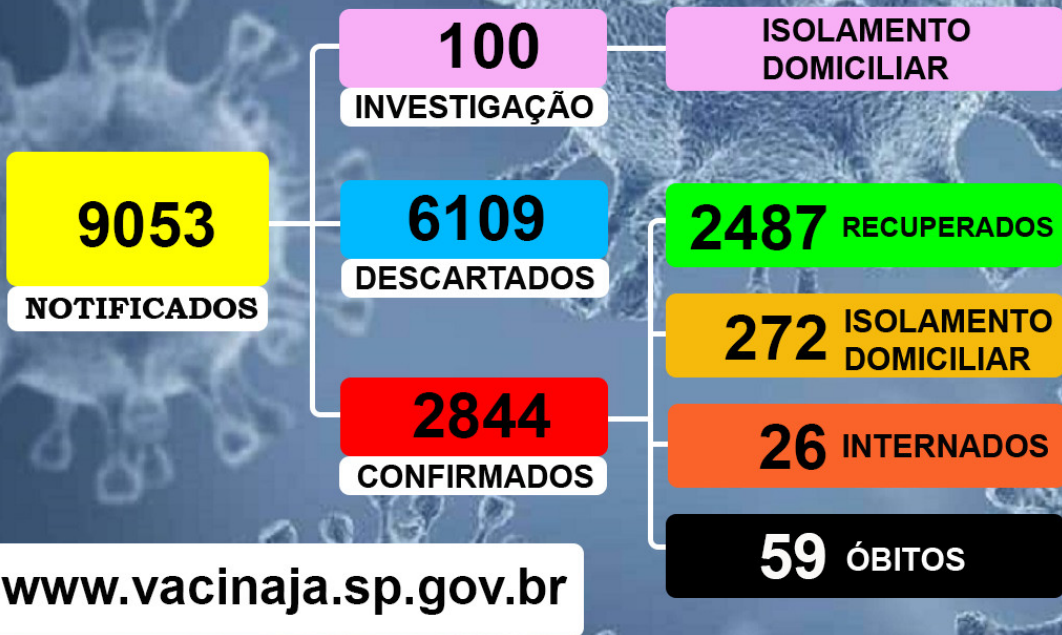 9053
NOTIFICADOS
100
INVESTIGAÇÃO
ISOLAMENTO
DOMICILIAR
6109
DESCARTADOS
2844
CONFIRMADOS
2487 RECUPERADOS
272 ISOLAMENTO
DOMICILIAR
26 INTERNADOS
59 ÓBITOS
www.vacinaja.sp.gov.br